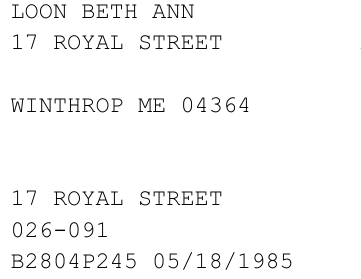 LOON BETH ANN
17 ROYAL STREET
WINTHROP ME 04364
17 ROYAL STREET
026-091
B2804P245 05/18/1985